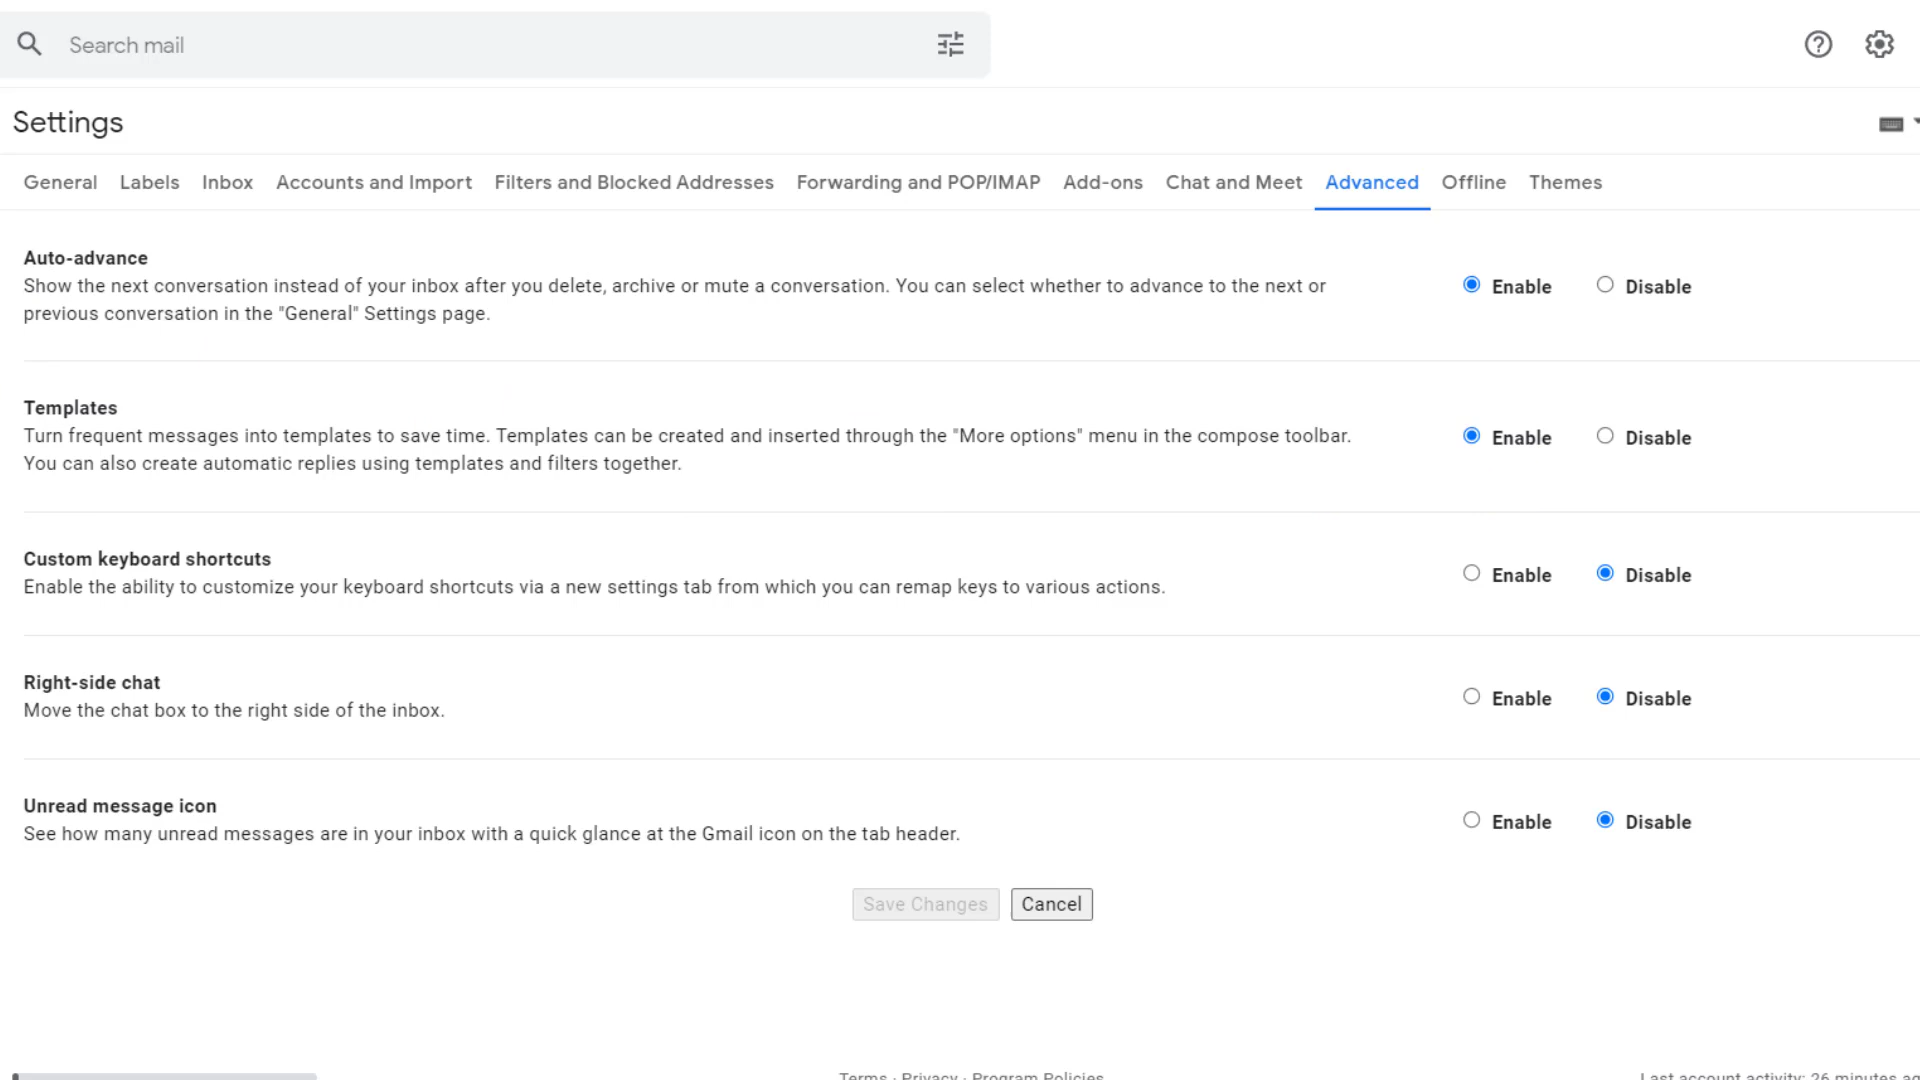 Search mail
Settings
General Labels Inbox Accounts and Import Filters and Blocked Addresses Forwarding and POP/IMAP Add-ons Chat and Meet Advanced Offline Themes
Auto-advance
Show the next conversation instead of your inbox after you delete, archive or mute a conversation. You can select whether to advance to the next or
previous conversation in the "General" Settings page.
Enable Disable
Templates
Turn frequent messages into templates to save time. Templates can be created and inserted through the "More options" menu in the compose toolbar.
You can also create automatic replies using templates and filters together.
Enable Disable
Custom keyboard shortcuts
Enable the ability to customize your keyboard shortcuts via a new settings tab from which you can remap keys to various actions.
Enable Disable
Right-side chat
Move the chat box to the right side of the inbox.
Enable Disable
Unread message icon
See how many unread messages are in your inbox with a quick glance at the Gmail icon on the tab header.
Enable Disable
Save Changes Cancel
Terms · Privacy · Program Policies
Last account activity: 26 minutes ag